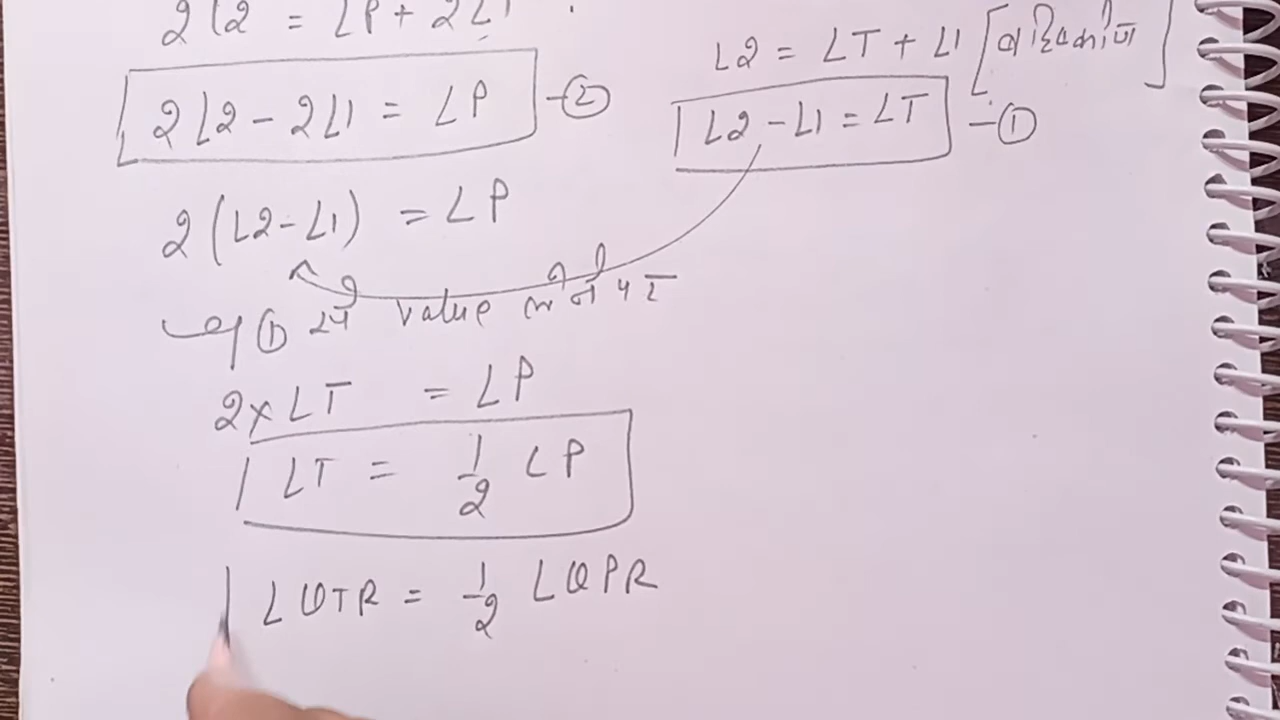 2∠2 = ∠P + 2∠1
2∠2 - 2∠1 = ∠P -②
2(∠2-∠1) = ∠P
① से value रखने पर
2×∠T = ∠P
∠T = 1/2 ∠P
∠QTR = 1/2 ∠QPR
∠2 = ∠T + ∠1 [बहिष्कोण]
∠2 - ∠1 = ∠T -①